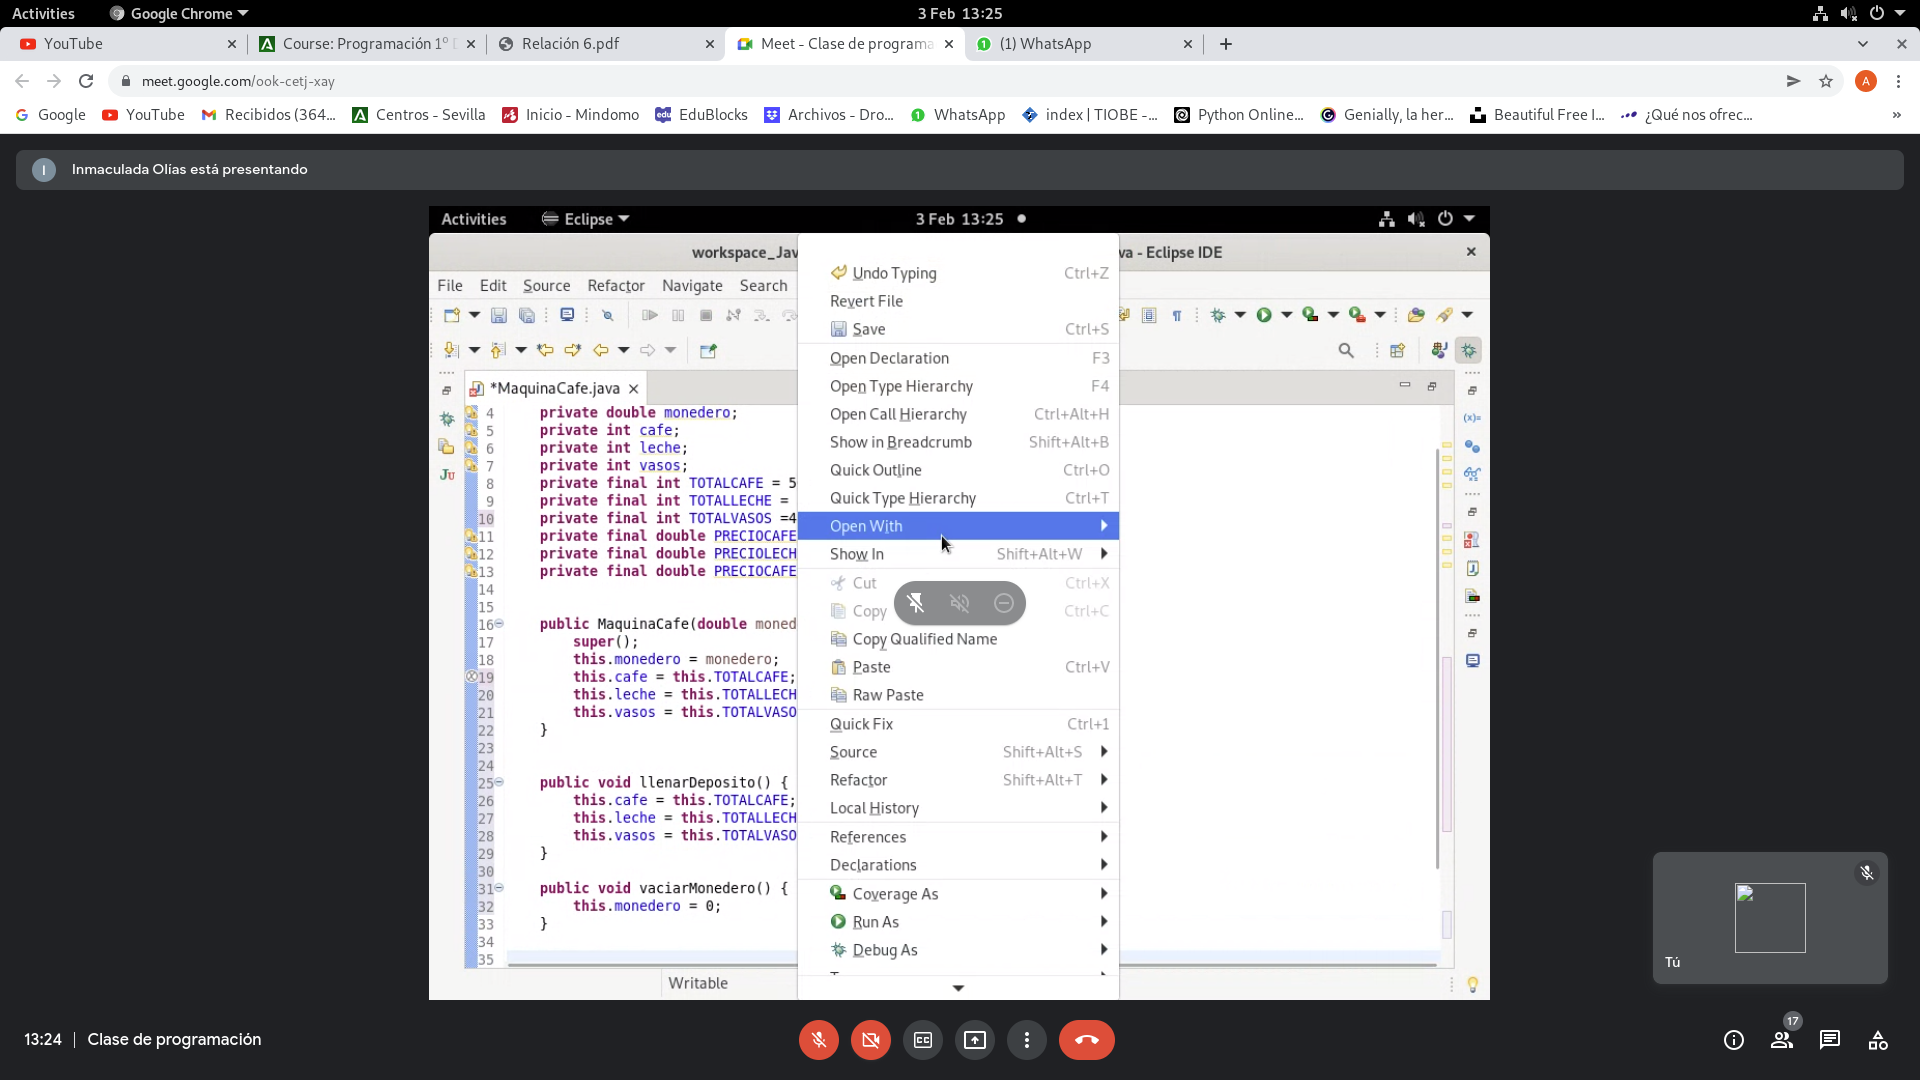 Activities Google Chrome 3 Feb 13:25
YouTube Course: Programación 1º D Relación 6.pdf Meet - Clase de programa (1) WhatsApp
meet.google.com/ook-cetj-xay A
Google YouTube Recibidos (364... Centros - Sevilla Inicio - Mindomo EduBlocks Archivos - Dro... WhatsApp index | TIOBE -... Python Online... Genially, la her... Beautiful Free I... ¿Qué nos ofrec... »
I Inmaculada Olías está presentando
Activities Eclipse 3 Feb 13:25
workspace_Jav va - Eclipse IDE
File Edit Source Refactor Navigate Search
*MaquinaCafe.java
4 private double monedero;
5 private int cafe;
6 private int leche;
7 private int vasos;
8 private final int TOTALCAFE = 5
9 private final int TOTALLECHE =
10 private final int TOTALVASOS =4
11 private final double PRECIOCAFE
12 private final double PRECIOLECH
13 private final double PRECIOCAFE
14
15
16 public MaquinaCafe(double moned
17 super();
18 this.monedero = monedero;
19 this.cafe = this.TOTALCAFE;
20 this.leche = this.TOTALLECH
21 this.vasos = this.TOTALVASO
22 }
23
24
25 public void llenarDeposito() {
26 this.cafe = this.TOTALCAFE;
27 this.leche = this.TOTALLECH
28 this.vasos = this.TOTALVASO
29 }
30
31 public void vaciarMonedero() {
32 this.monedero = 0;
33 }
34
35
Writable
Undo Typing Ctrl+Z
Revert File
Save Ctrl+S
Open Declaration F3
Open Type Hierarchy F4
Open Call Hierarchy Ctrl+Alt+H
Show in Breadcrumb Shift+Alt+B
Quick Outline Ctrl+O
Quick Type Hierarchy Ctrl+T
Open With
Show In Shift+Alt+W
Cut Ctrl+X
Copy Ctrl+C
Copy Qualified Name
Paste Ctrl+V
Raw Paste
Quick Fix Ctrl+1
Source Shift+Alt+S
Refactor Shift+Alt+T
Local History
References
Declarations
Coverage As
Run As
Debug As
Tú
13:24 | Clase de programación 17